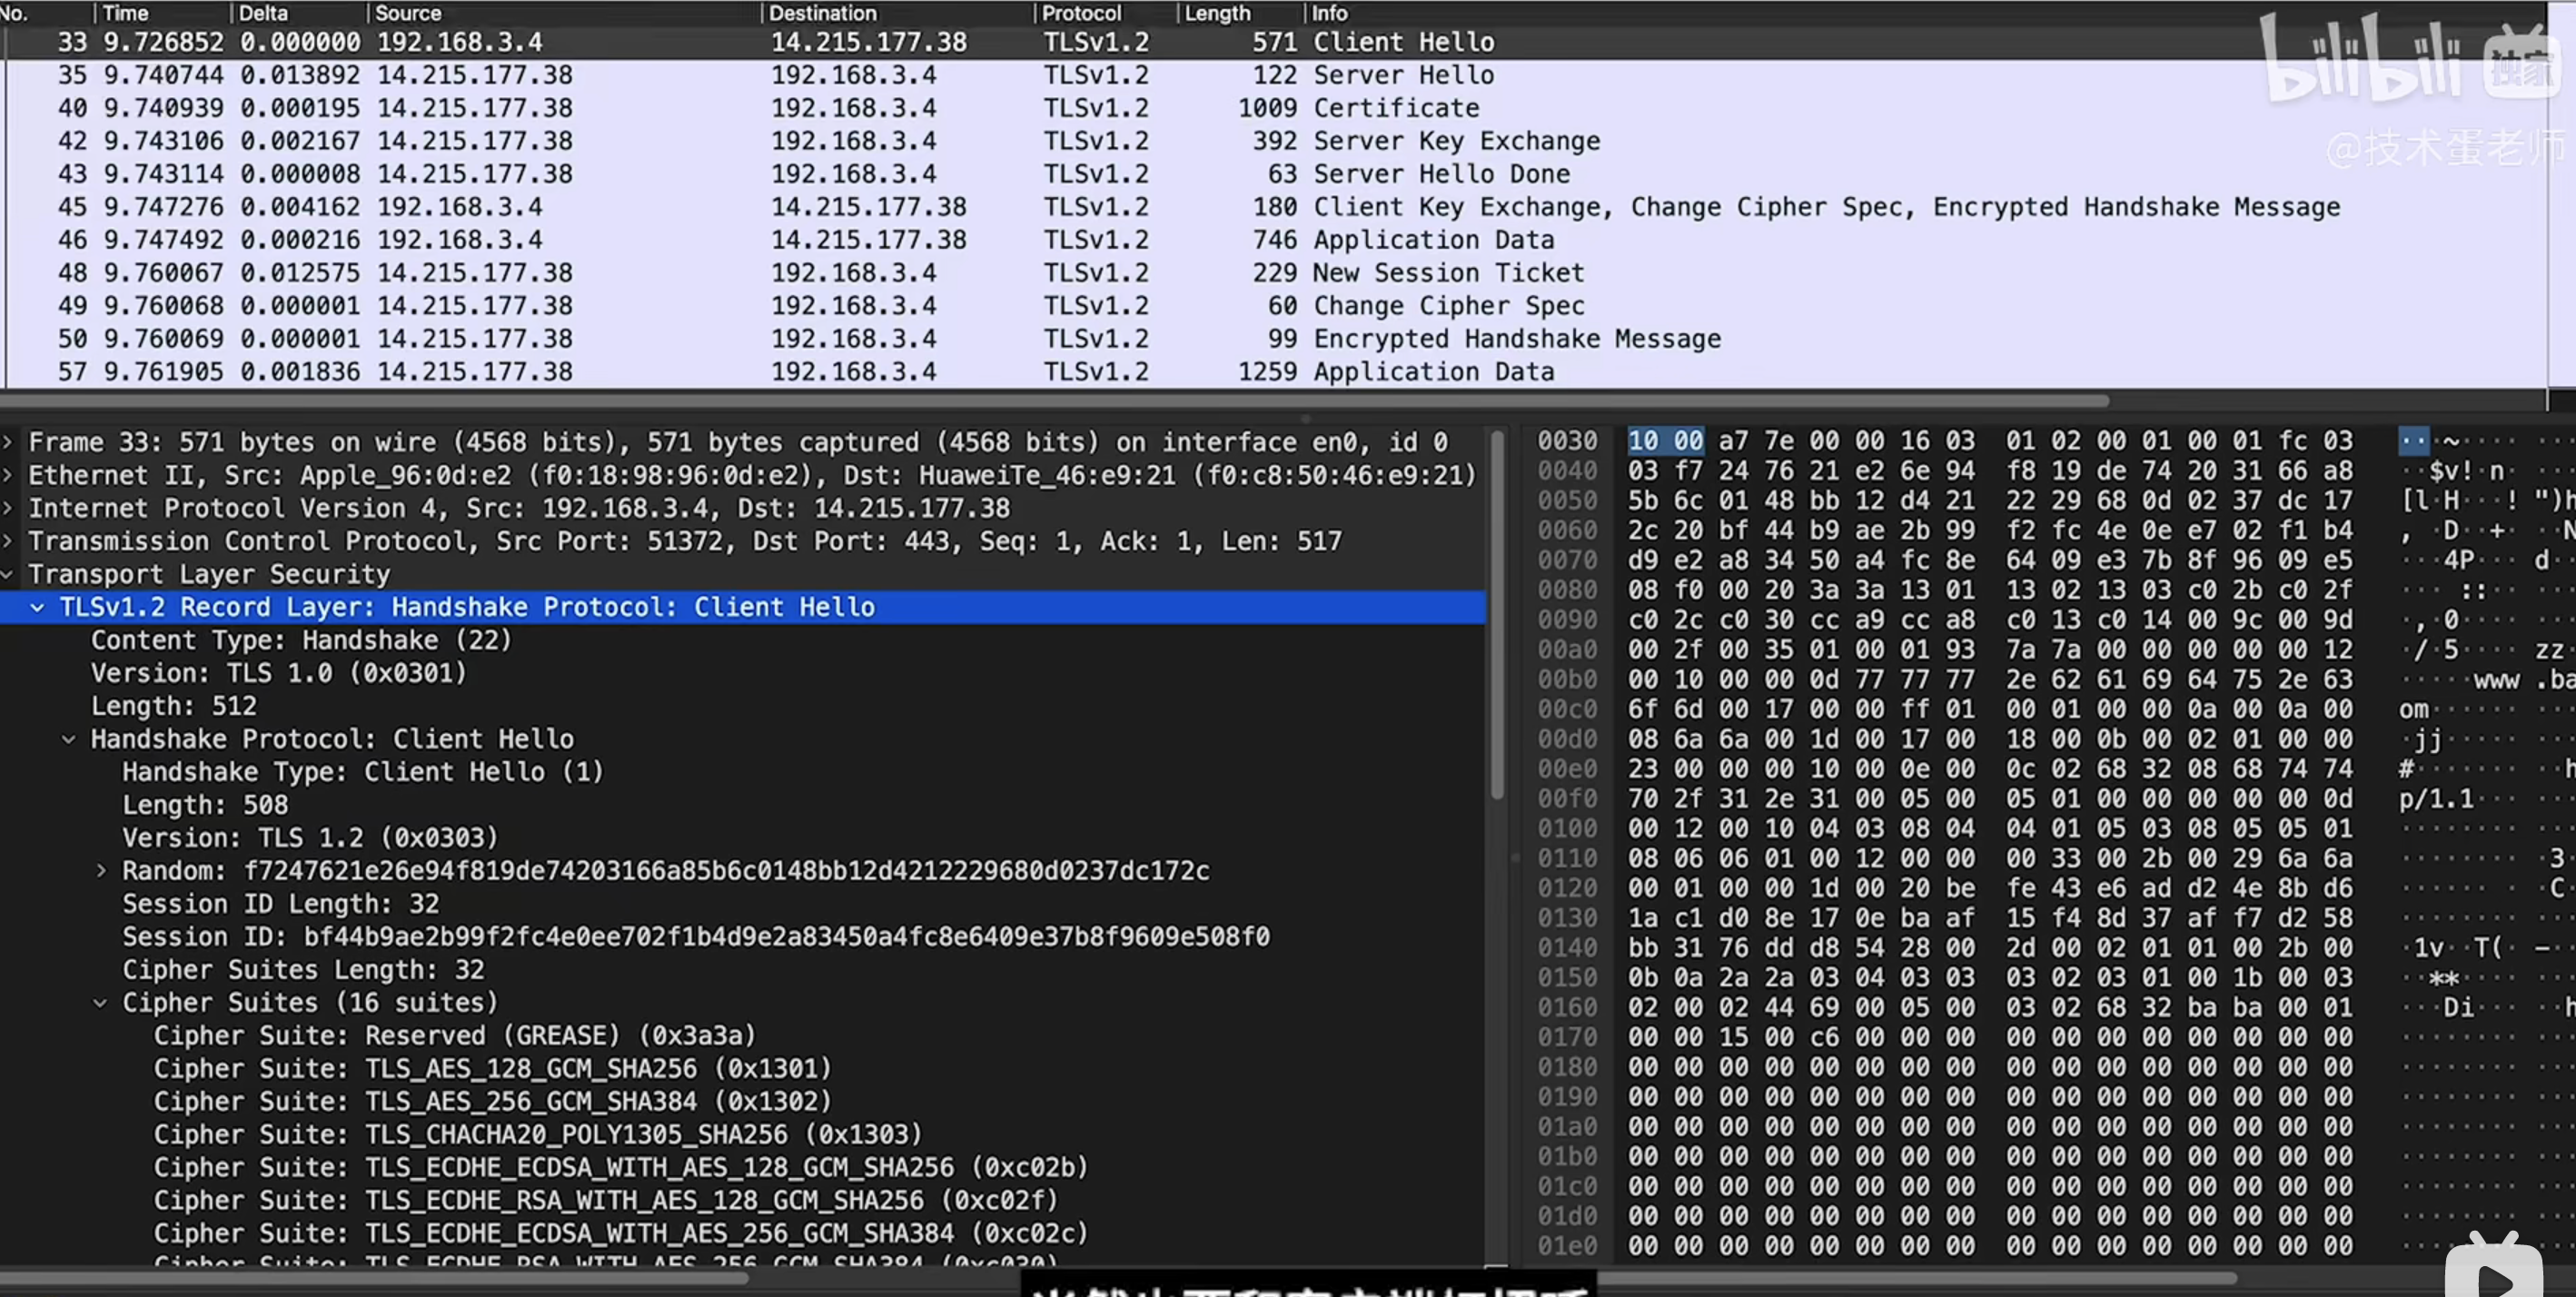 No. Time Delta Source Destination Protocol Length Info
33 9.726852 0.000000 192.168.3.4 14.215.177.38 TLSv1.2 571 Client Hello
35 9.740744 0.013892 14.215.177.38 192.168.3.4 TLSv1.2 122 Server Hello
40 9.740939 0.000195 14.215.177.38 192.168.3.4 TLSv1.2 1009 Certificate
42 9.743106 0.002167 14.215.177.38 192.168.3.4 TLSv1.2 392 Server Key Exchange
43 9.743114 0.000008 14.215.177.38 192.168.3.4 TLSv1.2 63 Server Hello Done
45 9.747276 0.004162 192.168.3.4 14.215.177.38 TLSv1.2 180 Client Key Exchange, Change Cipher Spec, Encrypted Handshake Message
46 9.747492 0.000216 192.168.3.4 14.215.177.38 TLSv1.2 746 Application Data
48 9.760067 0.012575 14.215.177.38 192.168.3.4 TLSv1.2 229 New Session Ticket
49 9.760068 0.000001 14.215.177.38 192.168.3.4 TLSv1.2 60 Change Cipher Spec
50 9.760069 0.000001 14.215.177.38 192.168.3.4 TLSv1.2 99 Encrypted Handshake Message
57 9.761905 0.001836 14.215.177.38 192.168.3.4 TLSv1.2 1259 Application Data
bilibili 独家
@技术蛋老师
Frame 33: 571 bytes on wire (4568 bits), 571 bytes captured (4568 bits) on interface en0, id 0
Ethernet II, Src: Apple_96:0d:e2 (f0:18:98:96:0d:e2), Dst: HuaweiTe_46:e9:21 (f0:c8:50:46:e9:21)
Internet Protocol Version 4, Src: 192.168.3.4, Dst: 14.215.177.38
Transmission Control Protocol, Src Port: 51372, Dst Port: 443, Seq: 1, Ack: 1, Len: 517
Transport Layer Security
TLSv1.2 Record Layer: Handshake Protocol: Client Hello
Content Type: Handshake (22)
Version: TLS 1.0 (0x0301)
Length: 512
Handshake Protocol: Client Hello
Handshake Type: Client Hello (1)
Length: 508
Version: TLS 1.2 (0x0303)
Random: f7247621e26e94f819de74203166a85b6c0148bb12d4212229680d0237dc172c
Session ID Length: 32
Session ID: bf44b9ae2b99f2fc4e0ee702f1b4d9e2a83450a4fc8e6409e37b8f9609e508f0
Cipher Suites Length: 32
Cipher Suites (16 suites)
Cipher Suite: Reserved (GREASE) (0x3a3a)
Cipher Suite: TLS_AES_128_GCM_SHA256 (0x1301)
Cipher Suite: TLS_AES_256_GCM_SHA384 (0x1302)
Cipher Suite: TLS_CHACHA20_POLY1305_SHA256 (0x1303)
Cipher Suite: TLS_ECDHE_ECDSA_WITH_AES_128_GCM_SHA256 (0xc02b)
Cipher Suite: TLS_ECDHE_RSA_WITH_AES_128_GCM_SHA256 (0xc02f)
Cipher Suite: TLS_ECDHE_ECDSA_WITH_AES_256_GCM_SHA384 (0xc02c)
Cipher Suite: TLS_ECDHE_RSA_WITH_AES_256_GCM_SHA384 (0xc030)
0030 10 00 a7 7e 00 00 16 03 01 02 00 01 00 01 fc 03 ···~····
0040 03 f7 24 76 21 e2 6e 94 f8 19 de 74 20 31 66 a8 ··$v!·n·
0050 5b 6c 01 48 bb 12 d4 21 22 29 68 0d 02 37 dc 17 [l·H···! ")
0060 2c 20 bf 44 b9 ae 2b 99 f2 fc 4e 0e e7 02 f1 b4 , ·D··+· ··N
0070 d9 e2 a8 34 50 a4 fc 8e 64 09 e3 7b 8f 96 09 e5 ···4P··· d·
0080 08 f0 00 20 3a 3a 13 01 13 02 13 03 c0 2b c0 2f ··· ::··
0090 c0 2c c0 30 cc a9 cc a8 c0 13 c0 14 00 9c 00 9d ·,·0····
00a0 00 2f 00 35 01 00 01 93 7a 7a 00 00 00 00 00 12 ·/·5···· zz
00b0 00 10 00 00 0d 77 77 77 2e 62 61 69 64 75 2e 63 ·····www .ba
00c0 6f 6d 00 17 00 00 ff 01 00 01 00 00 0a 00 0a 00 om······
00d0 08 6a 6a 00 1d 00 17 00 18 00 0b 00 02 01 00 00 ·jj·····
00e0 23 00 00 00 10 00 0e 00 0c 02 68 32 08 68 74 74 #······· ··h
00f0 70 2f 31 2e 31 00 05 00 05 01 00 00 00 00 00 0d p/1.1···
0100 00 12 00 10 04 03 08 04 04 01 05 03 08 05 05 01 ········
0110 08 06 06 01 00 12 00 00 00 33 00 2b 00 29 6a 6a ········ ·3
0120 00 01 00 00 1d 00 20 be fe 43 e6 ad d2 4e 8b d6 ······ · ·C
0130 1a c1 d0 8e 17 0e ba af 15 f4 8d 37 af f7 d2 58 ········
0140 bb 31 76 dd d8 54 28 00 2d 00 02 01 01 00 2b 00 ·1v··T(· -
0150 0b 0a 2a 2a 03 04 03 03 03 02 03 01 00 1b 00 03 ··**····
0160 02 00 02 44 69 00 05 00 03 02 68 32 ba ba 00 01 ···Di··· ··h
0170 00 00 15 00 c6 00 00 00 00 00 00 00 00 00 00 00 ········
0180 00 00 00 00 00 00 00 00 00 00 00 00 00 00 00 00 ········
0190 00 00 00 00 00 00 00 00 00 00 00 00 00 00 00 00 ········
01a0 00 00 00 00 00 00 00 00 00 00 00 00 00 00 00 00 ········
01b0 00 00 00 00 00 00 00 00 00 00 00 00 00 00 00 00 ········
01c0 00 00 00 00 00 00 00 00 00 00 00 00 00 00 00 00 ········
01d0 00 00 00 00 00 00 00 00 00 00 00 00 00 00 00 00 ········
01e0 00 00 00 00 00 00 00 00 00 00 00 00 00 00 00 00 ········